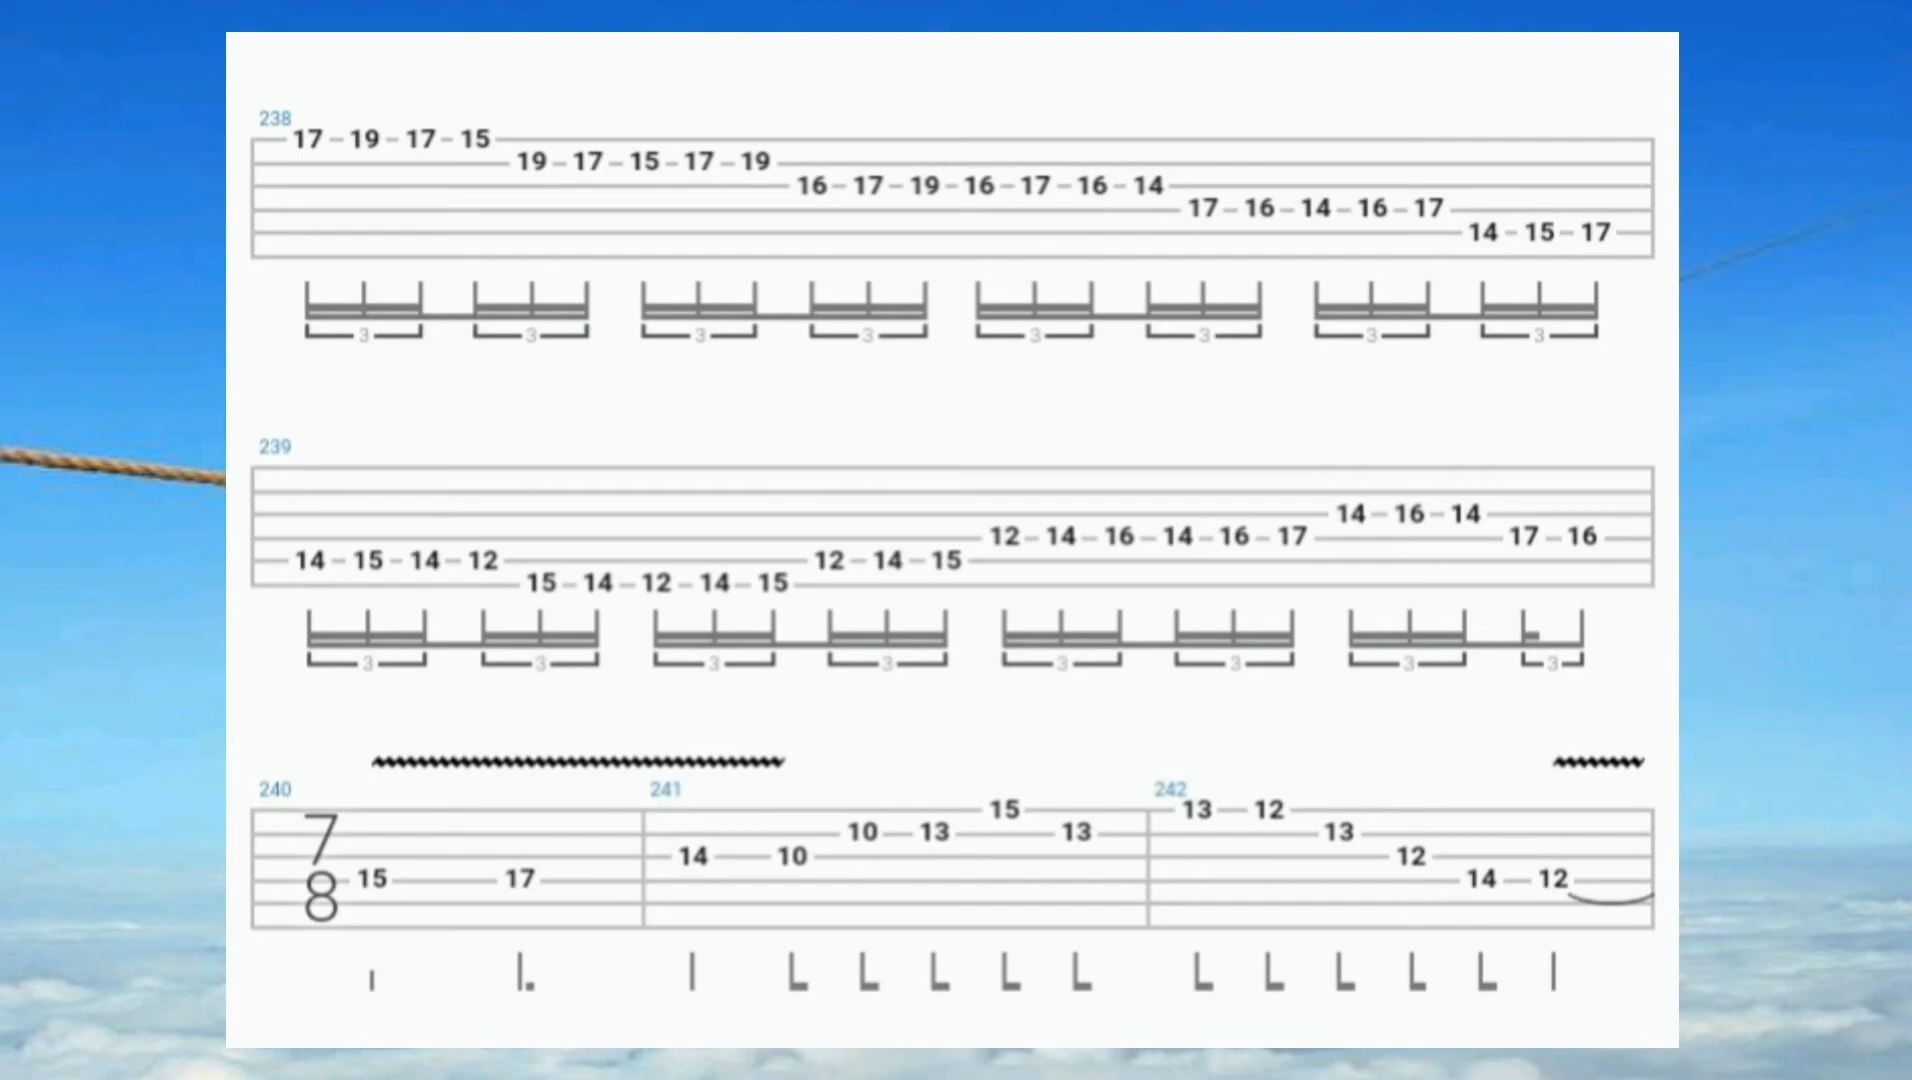 238
17 19 17 15
19 17 15 17 19
16 17 19 16 17 16 14
17 16 14 16 17
14 15 17
3 3 3 3 3 3 3 3
239
14 16 14
12 14 16 14 16 17 17 16
14 15 14 12 12 14 15
15 14 12 14 15
3 3 3 3 3 3 3 3
240 241 242
15 13 12
10 13 13 13
14 10 12
15 17 14 12
7
8